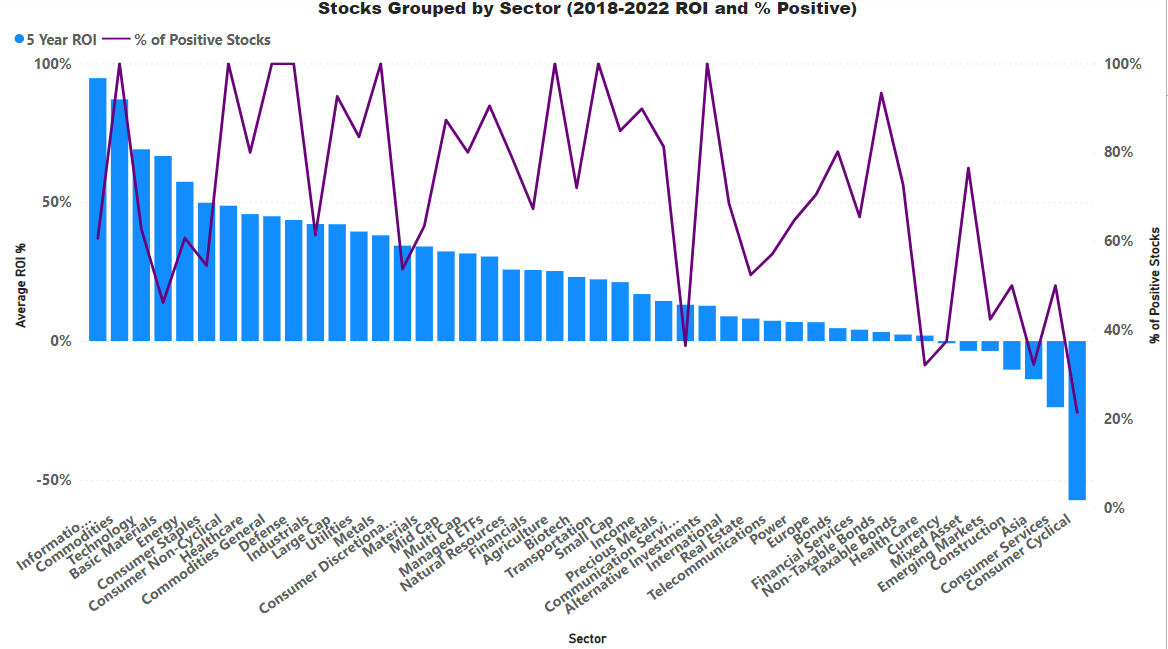 Stocks Grouped by Sector (2018-2022 ROI and % Positive)
5 Year ROI
% of Positive Stocks
100%
50%
0%
-50%
Average ROI %
100%
80%
60%
40%
20%
0%
% of Positive Stocks
Informatio...
Commodities
Technology
Basic Materials
Energy
Consumer Staples
Consumer Non-Cyclical
Healthcare
Commodities General
Defense
Industrials
Large Cap
Utilities
Metals
Consumer Discretiona...
Materials
Mid Cap
Multi Cap
Managed ETFs
Natural Resources
Financials
Agriculture
Biotech
Transportation
Small Cap
Income
Precious Metals
Communication Servi...
Alternative Investments
International
Real Estate
Telecommunications
Power
Europe
Bonds
Financial Services
Non-Taxable Bonds
Taxable Bonds
Health Care
Currency
Mixed Asset
Emerging Markets
Construction
Asia
Consumer Services
Consumer Cyclical
Sector